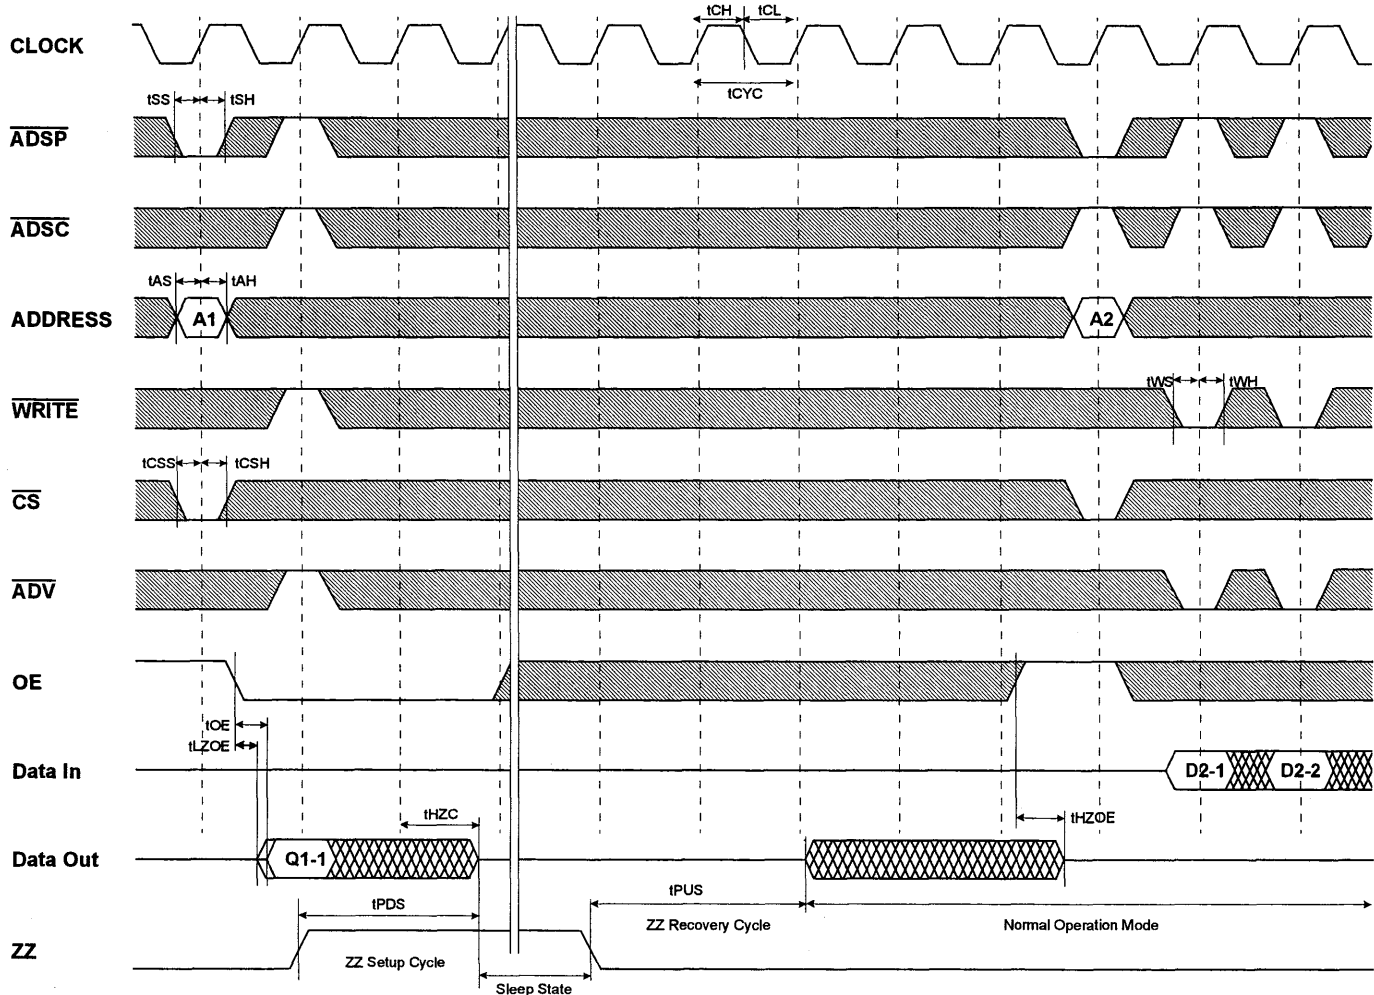 tCH tCL
CLOCK
tCYC
tSS tSH
ADSP
ADSC
tAS tAH
ADDRESS A1 A2
tWS tWH
WRITE
tCSS tCSH
CS
ADV
OE
tOE
tLZOE
Data In D2-1 D2-2
tHZC tHZOE
Data Out Q1-1
tPDS tPUS
ZZ Recovery Cycle Normal Operation Mode
ZZ ZZ Setup Cycle
Sleep State